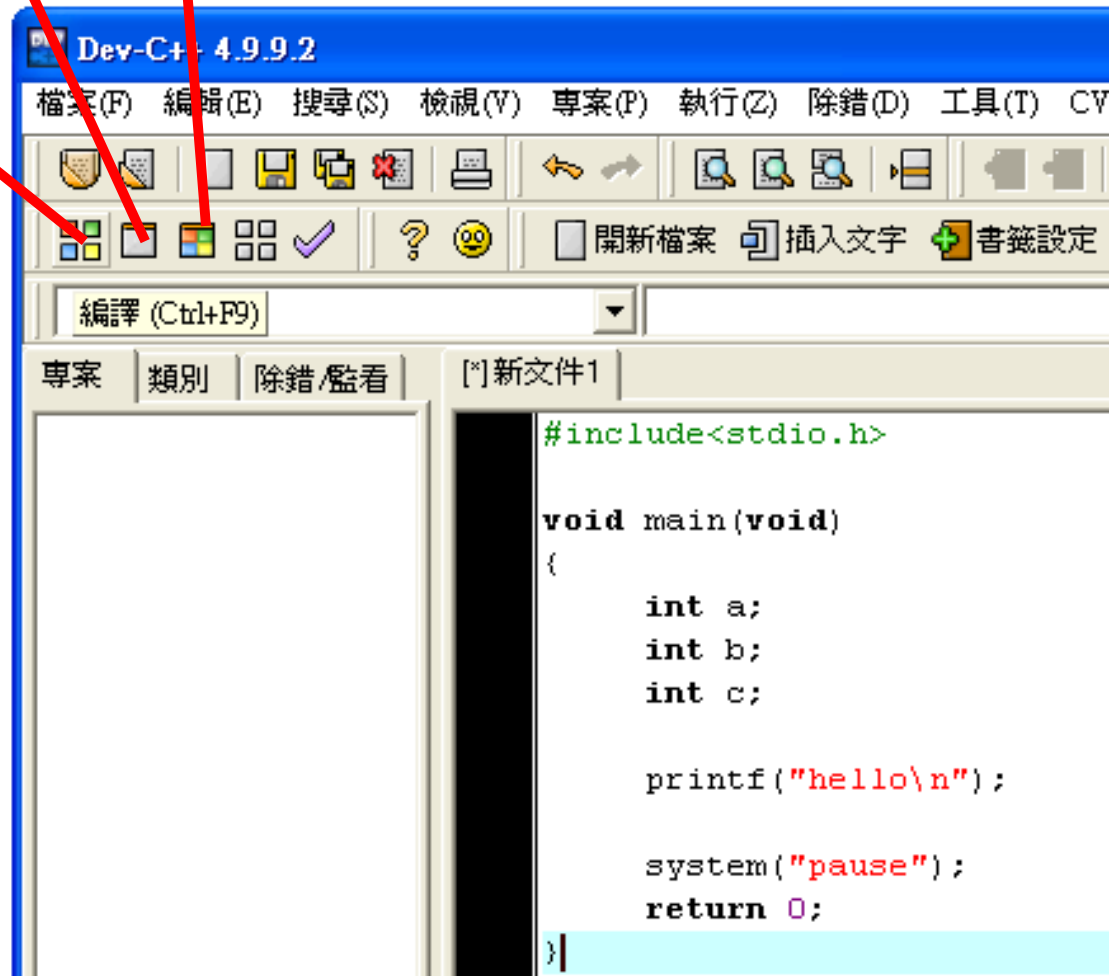 Dev-C++ 4.9.9.2
檔案(F) 編輯(E) 搜尋(S) 檢視(V) 專案(P) 執行(Z) 除錯(D) 工具(T) CV
開新檔案 插入文字 書籤設定
編譯 (Ctrl+F9)
專案 類別 除錯/監看 [*]新文件1
#include<stdio.h>
void main(void)
{
int a;
int b;
int c;
printf("hello\n");
system("pause");
return 0;
}